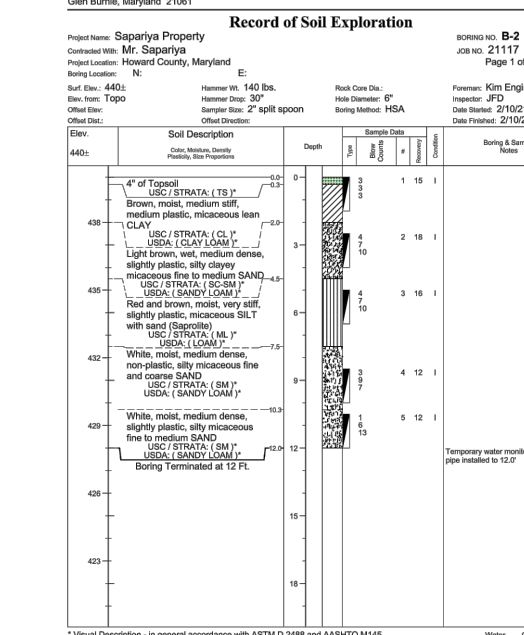 Glen Burnie, Maryland 21061
Record of Soil Exploration
Project Name: Sapariya Property
BORING NO. B-2
Contracted With: Mr. Sapariya
JOB NO. 21117
Project Location: Howard County, Maryland
Page 1 of
Boring Location: N: E:
Surf. Elev.: 440± Hammer Wt. 140 lbs. Rock Core Dia.: Foreman: Kim Engi
Elev. from: Topo Hammer Drop: 30" Hole Diameter: 6" Inspector: JFD
Offset Elev: Sampler Size: 2" split spoon Boring Method: HSA Date Started: 2/10/2
Offset Dist.: Offset Direction: Date Finished: 2/10/2
Elev. Soil Description Depth Sample Data Boring & Sam
440± Color, Moisture, Density Type Blow Counts # Recovery Condition Notes
Plasticity, Size Proportions
0.0 0
4" of Topsoil 0.3 3 3 3 1 15 I
USC / STRATA: ( TS )*
Brown, moist, medium stiff,
medium plastic, micaceous lean
438 CLAY 2.0
USC / STRATA: ( CL )* 4 7 10 2 18 I
USDA: ( CLAY LOAM )* 3
Light brown, wet, medium dense,
slightly plastic, silty clayey
micaceous fine to medium SAND 4.5
USC / STRATA: ( SC-SM )*
435 USDA: ( SANDY LOAM )* 4 7 10 3 16 I
Red and brown, moist, very stiff,
slightly plastic, micaceous SILT 6
with sand (Saprolite)
USC / STRATA: ( ML )*
USDA: ( LOAM )* 7.5
432 White, moist, medium dense,
non-plastic, silty micaceous fine
and coarse SAND 3 9 7 4 12 I
USC / STRATA: ( SM )* 9
USDA: ( SANDY LOAM )*
10.3
429 White, moist, medium dense, 1 6 13 5 12 I
slightly plastic, silty micaceous
fine to medium SAND
USC / STRATA: ( SM )* 12.0 12
USDA: ( SANDY LOAM )* Temporary water monit
Boring Terminated at 12 Ft. pipe installed to 12.0'
426
15
423
18
* Visual Description - in general accordance with ASTM D 2488 and AASHTO M145
Water